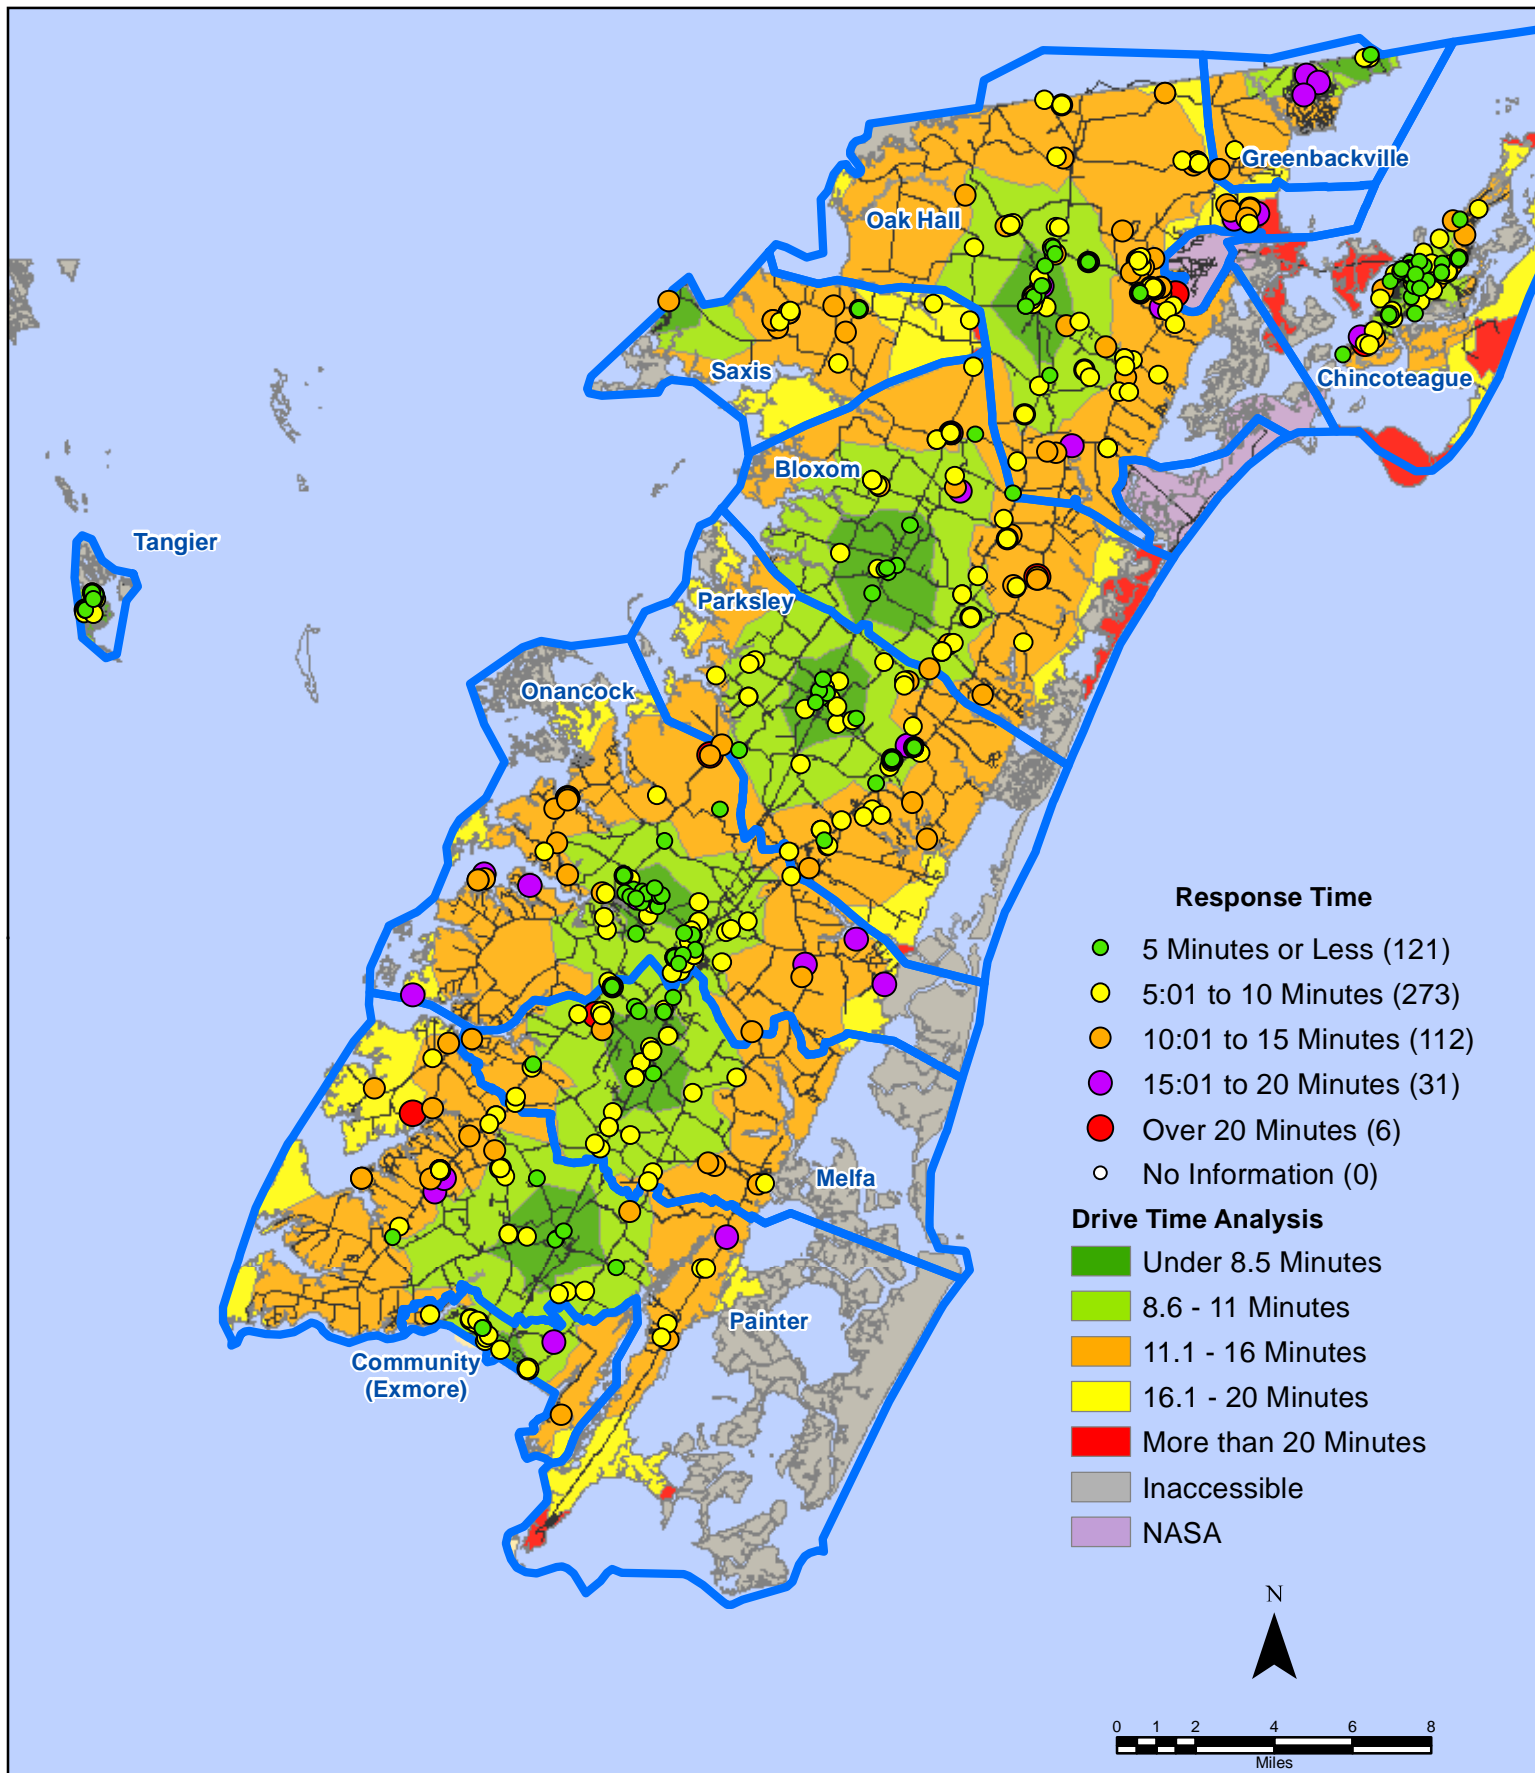 Greenbackville
Oak Hall
Saxis
Chincoteague
Bloxom
Tangier
Parksley
Onancock
Response Time
5 Minutes or Less (121)
5:01 to 10 Minutes (273)
10:01 to 15 Minutes (112)
15:01 to 20 Minutes (31)
Over 20 Minutes (6)
No Information (0)
Melfa
Drive Time Analysis
Under 8.5 Minutes
8.6 - 11 Minutes
Painter
11.1 - 16 Minutes
Community
(Exmore)
16.1 - 20 Minutes
More than 20 Minutes
Inaccessible
NASA
N
0 1 2 4 6 8
Miles